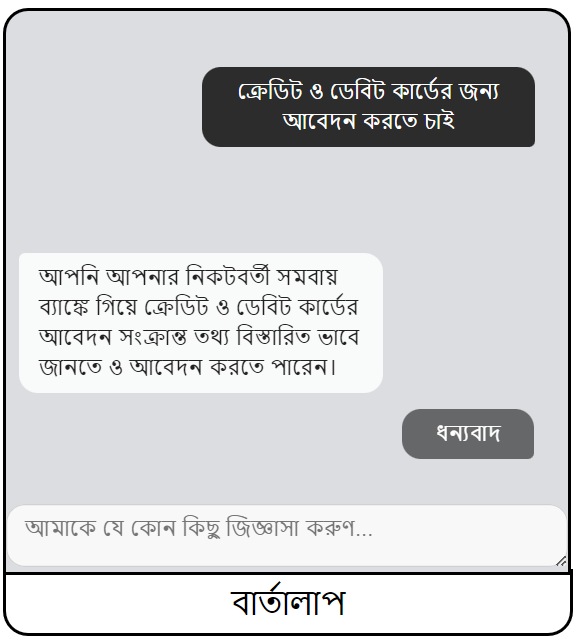 ক্রেডিট ও ডেবিট কার্ডের জন্য
আবেদন করতে চাই
আপনি আপনার নিকটবর্তী সমবায়
ব্যাঙ্কে গিয়ে ক্রেডিট ও ডেবিট কার্ডের
আবেদন সংক্রান্ত তথ্য বিস্তারিত ভাবে
জানতে ও আবেদন করতে পারেন।
ধন্যবাদ
আমাকে যে কোন কিছু জিজ্ঞাসা করুণ...
বার্তালাপ